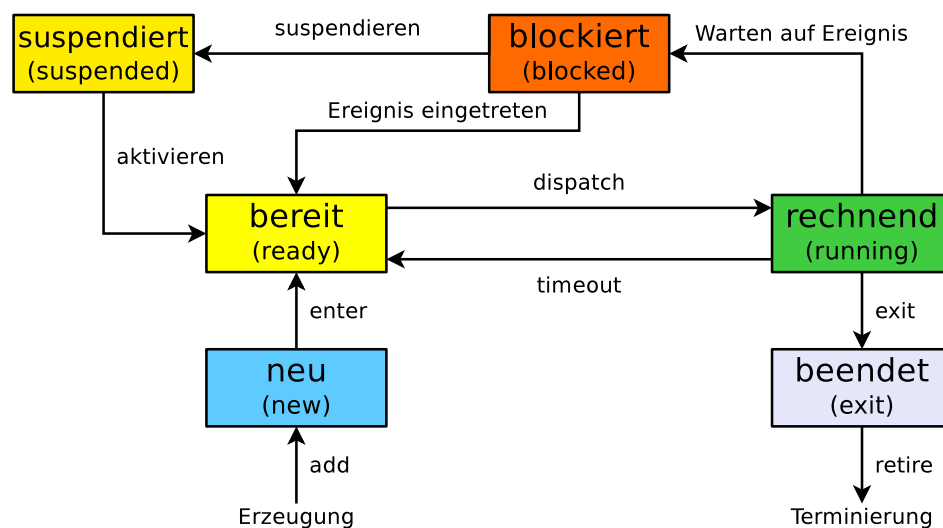 suspendiert
(suspended)
suspendieren
blockiert
(blocked)
Warten auf Ereignis
Ereignis eingetreten
aktivieren
bereit
(ready)
dispatch
timeout
rechnend
(running)
enter
exit
neu
(new)
beendet
(exit)
add
retire
Erzeugung
Terminierung